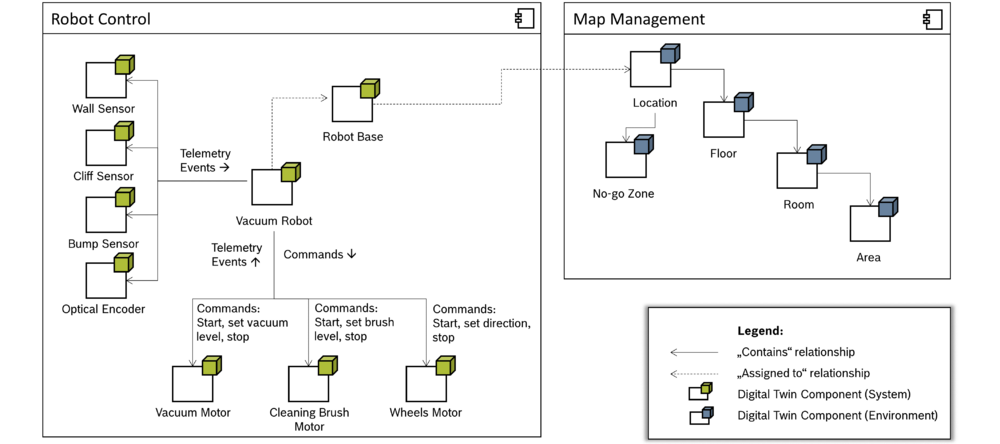 Robot Control
Wall Sensor
Cliff Sensor
Bump Sensor
Optical Encoder
Telemetry
Events →
Robot Base
Vacuum Robot
Telemetry
Events ↑
Commands ↓
Commands:
Start, set vacuum
level, stop
Commands:
Start, set brush
level, stop
Commands:
Start, set direction,
stop
Vacuum Motor
Cleaning Brush
Motor
Wheels Motor
Map Management
Location
No-go Zone
Floor
Room
Area
Legend:
„Contains“ relationship
„Assigned to“ relationship
Digital Twin Component (System)
Digital Twin Component (Environment)